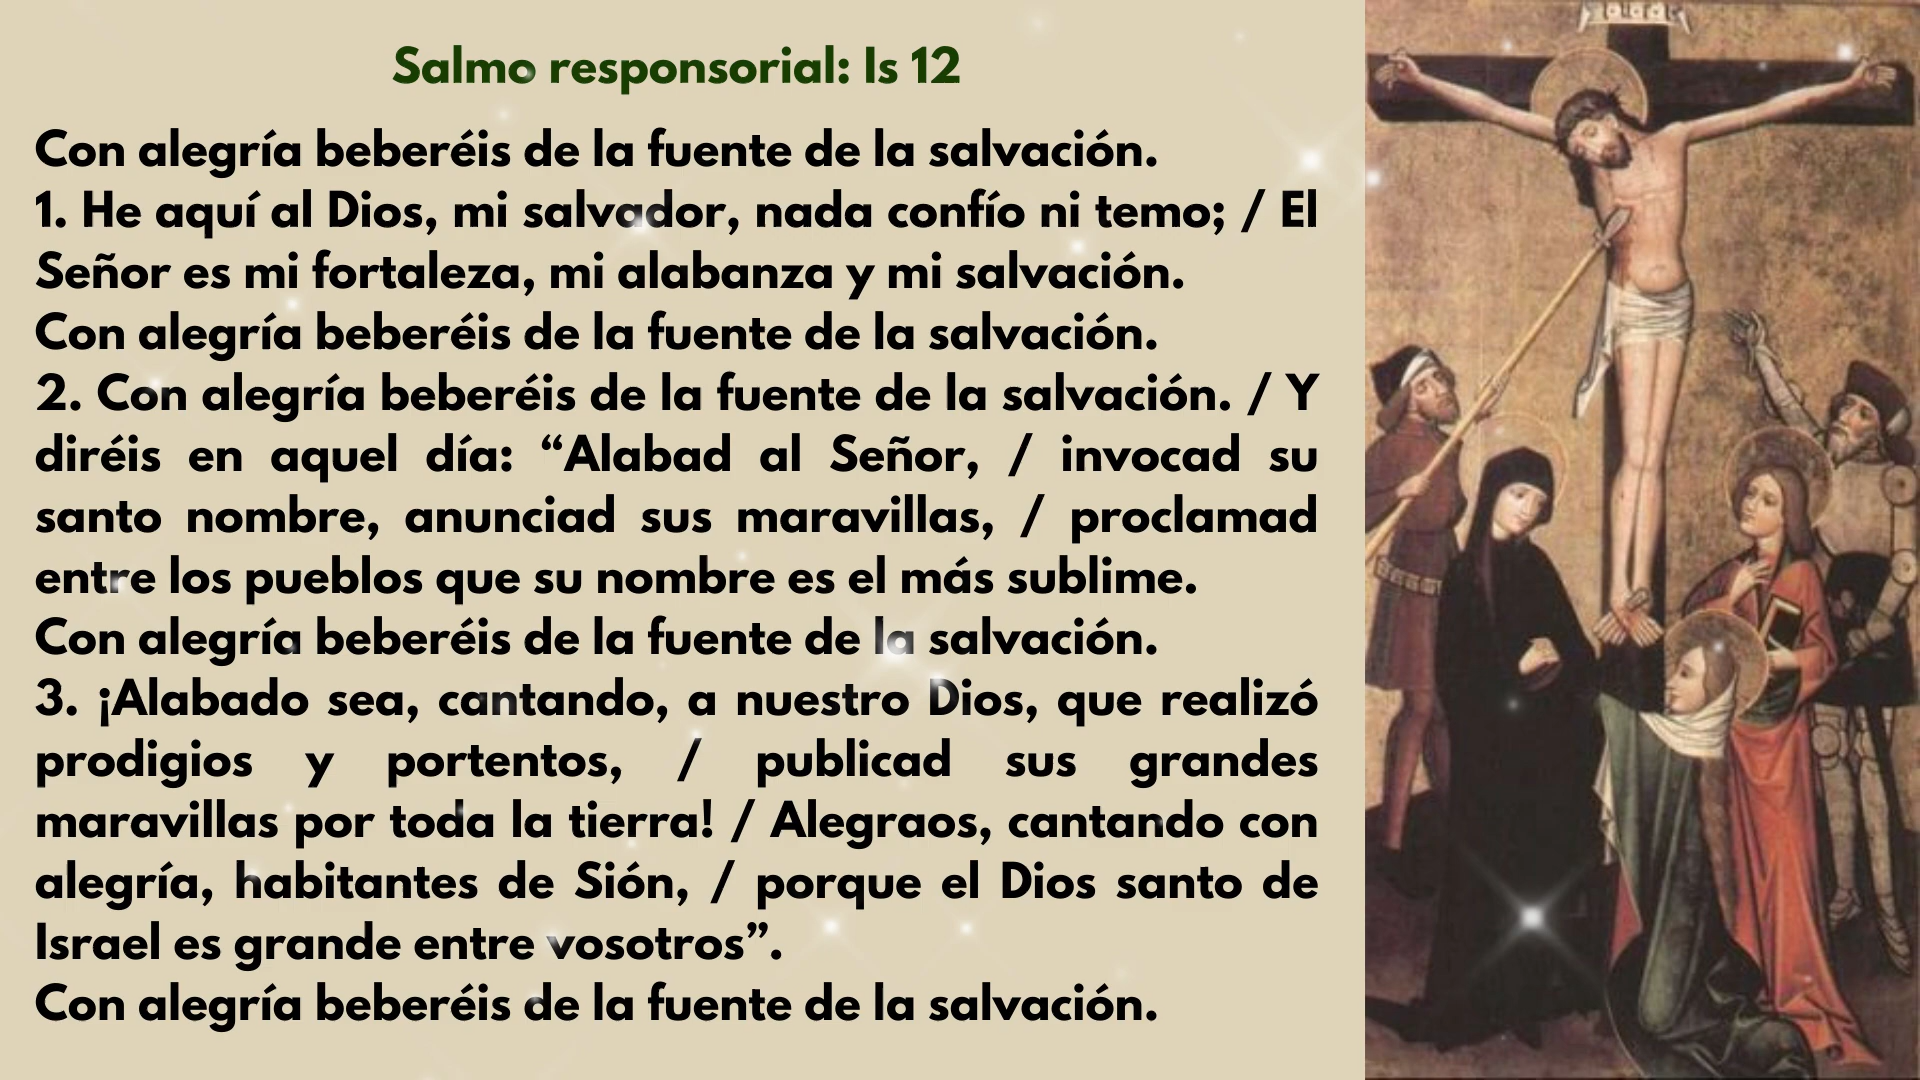 Salmo responsorial: Is 12
Con alegría beberéis de la fuente de la salvación.
1. He aquí al Dios, mi salvador, nada confío ni temo; / El
Señor es mi fortaleza, mi alabanza y mi salvación.
Con alegría beberéis de la fuente de la salvación.
2. Con alegría beberéis de la fuente de la salvación. / Y
diréis en aquel día: “Alabad al Señor, / invocad su
santo nombre, anunciad sus maravillas, / proclamad
entre los pueblos que su nombre es el más sublime.
Con alegría beberéis de la fuente de la salvación.
3. ¡Alabado sea, cantando, a nuestro Dios, que realizó
prodigios y portentos, / publicad sus grandes
maravillas por toda la tierra! / Alegraos, cantando con
alegría, habitantes de Sión, / porque el Dios santo de
Israel es grande entre vosotros”.
Con alegría beberéis de la fuente de la salvación.